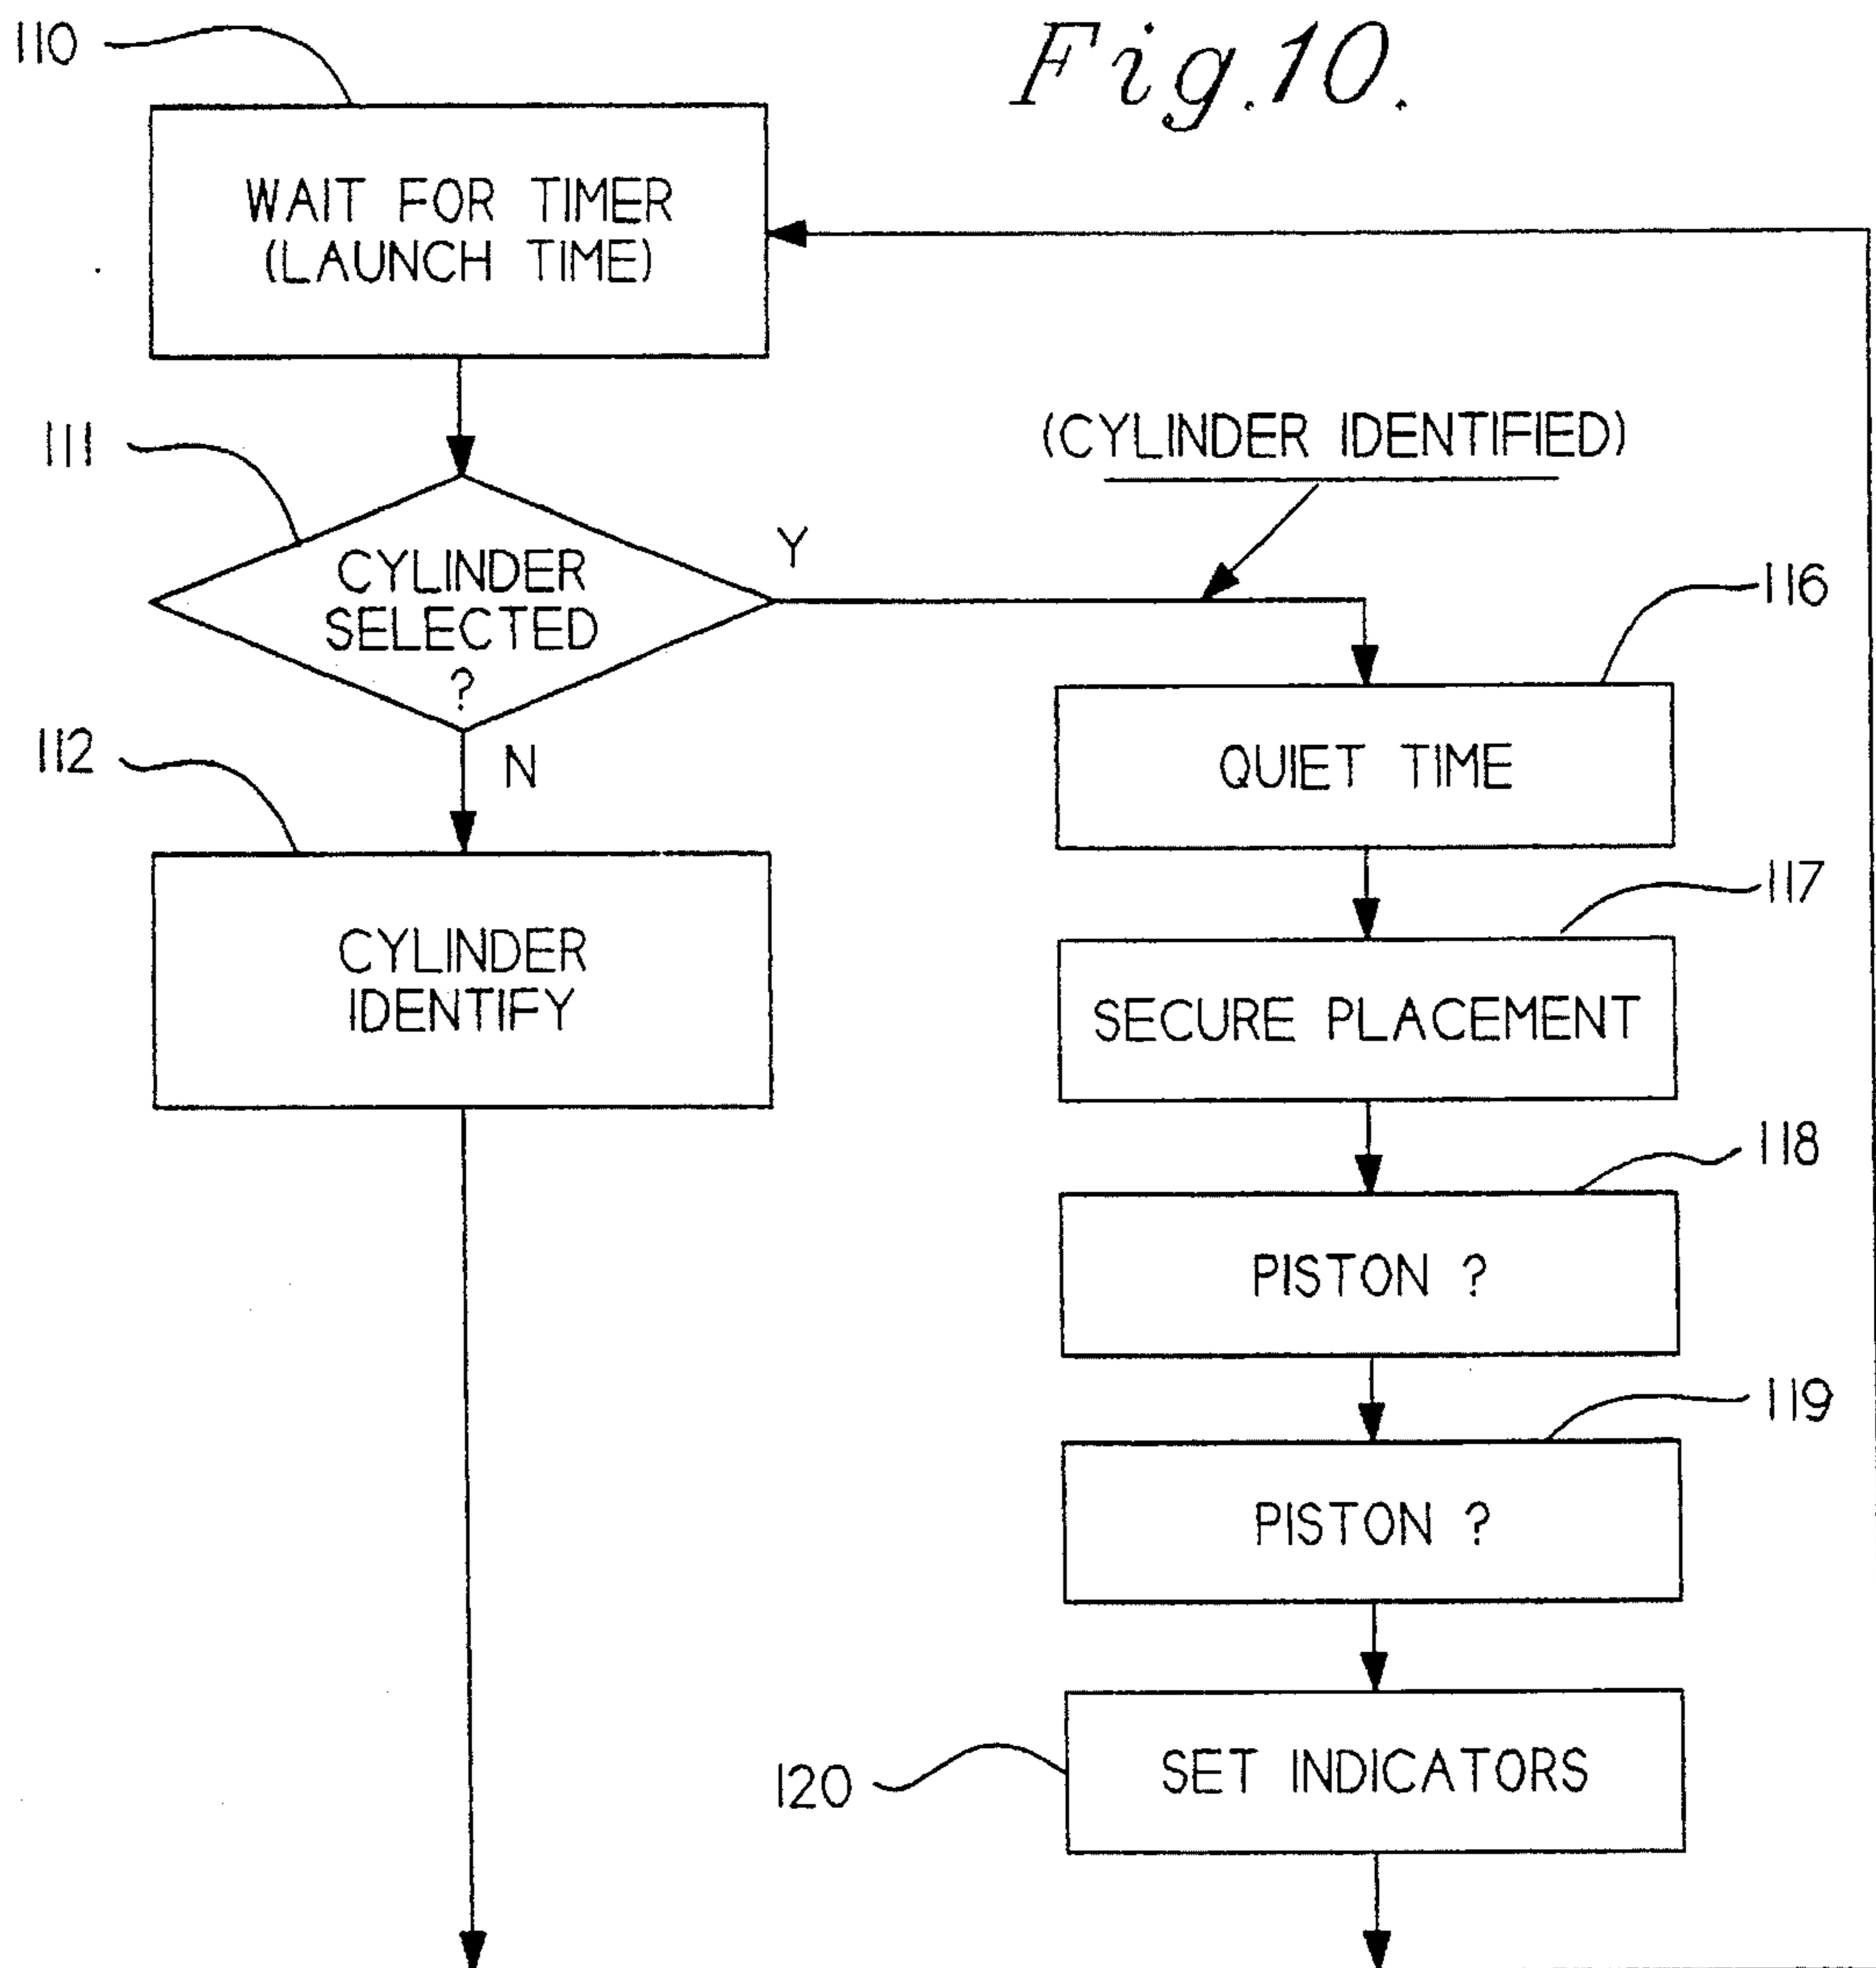 Fig.10.
110
WAIT FOR TIMER
(LAUNCH TIME)
111
CYLINDER
SELECTED
?
Y
(CYLINDER IDENTIFIED)
N
112
CYLINDER
IDENTIFY
116
QUIET TIME
117
SECURE PLACEMENT
118
PISTON ?
119
PISTON ?
120
SET INDICATORS